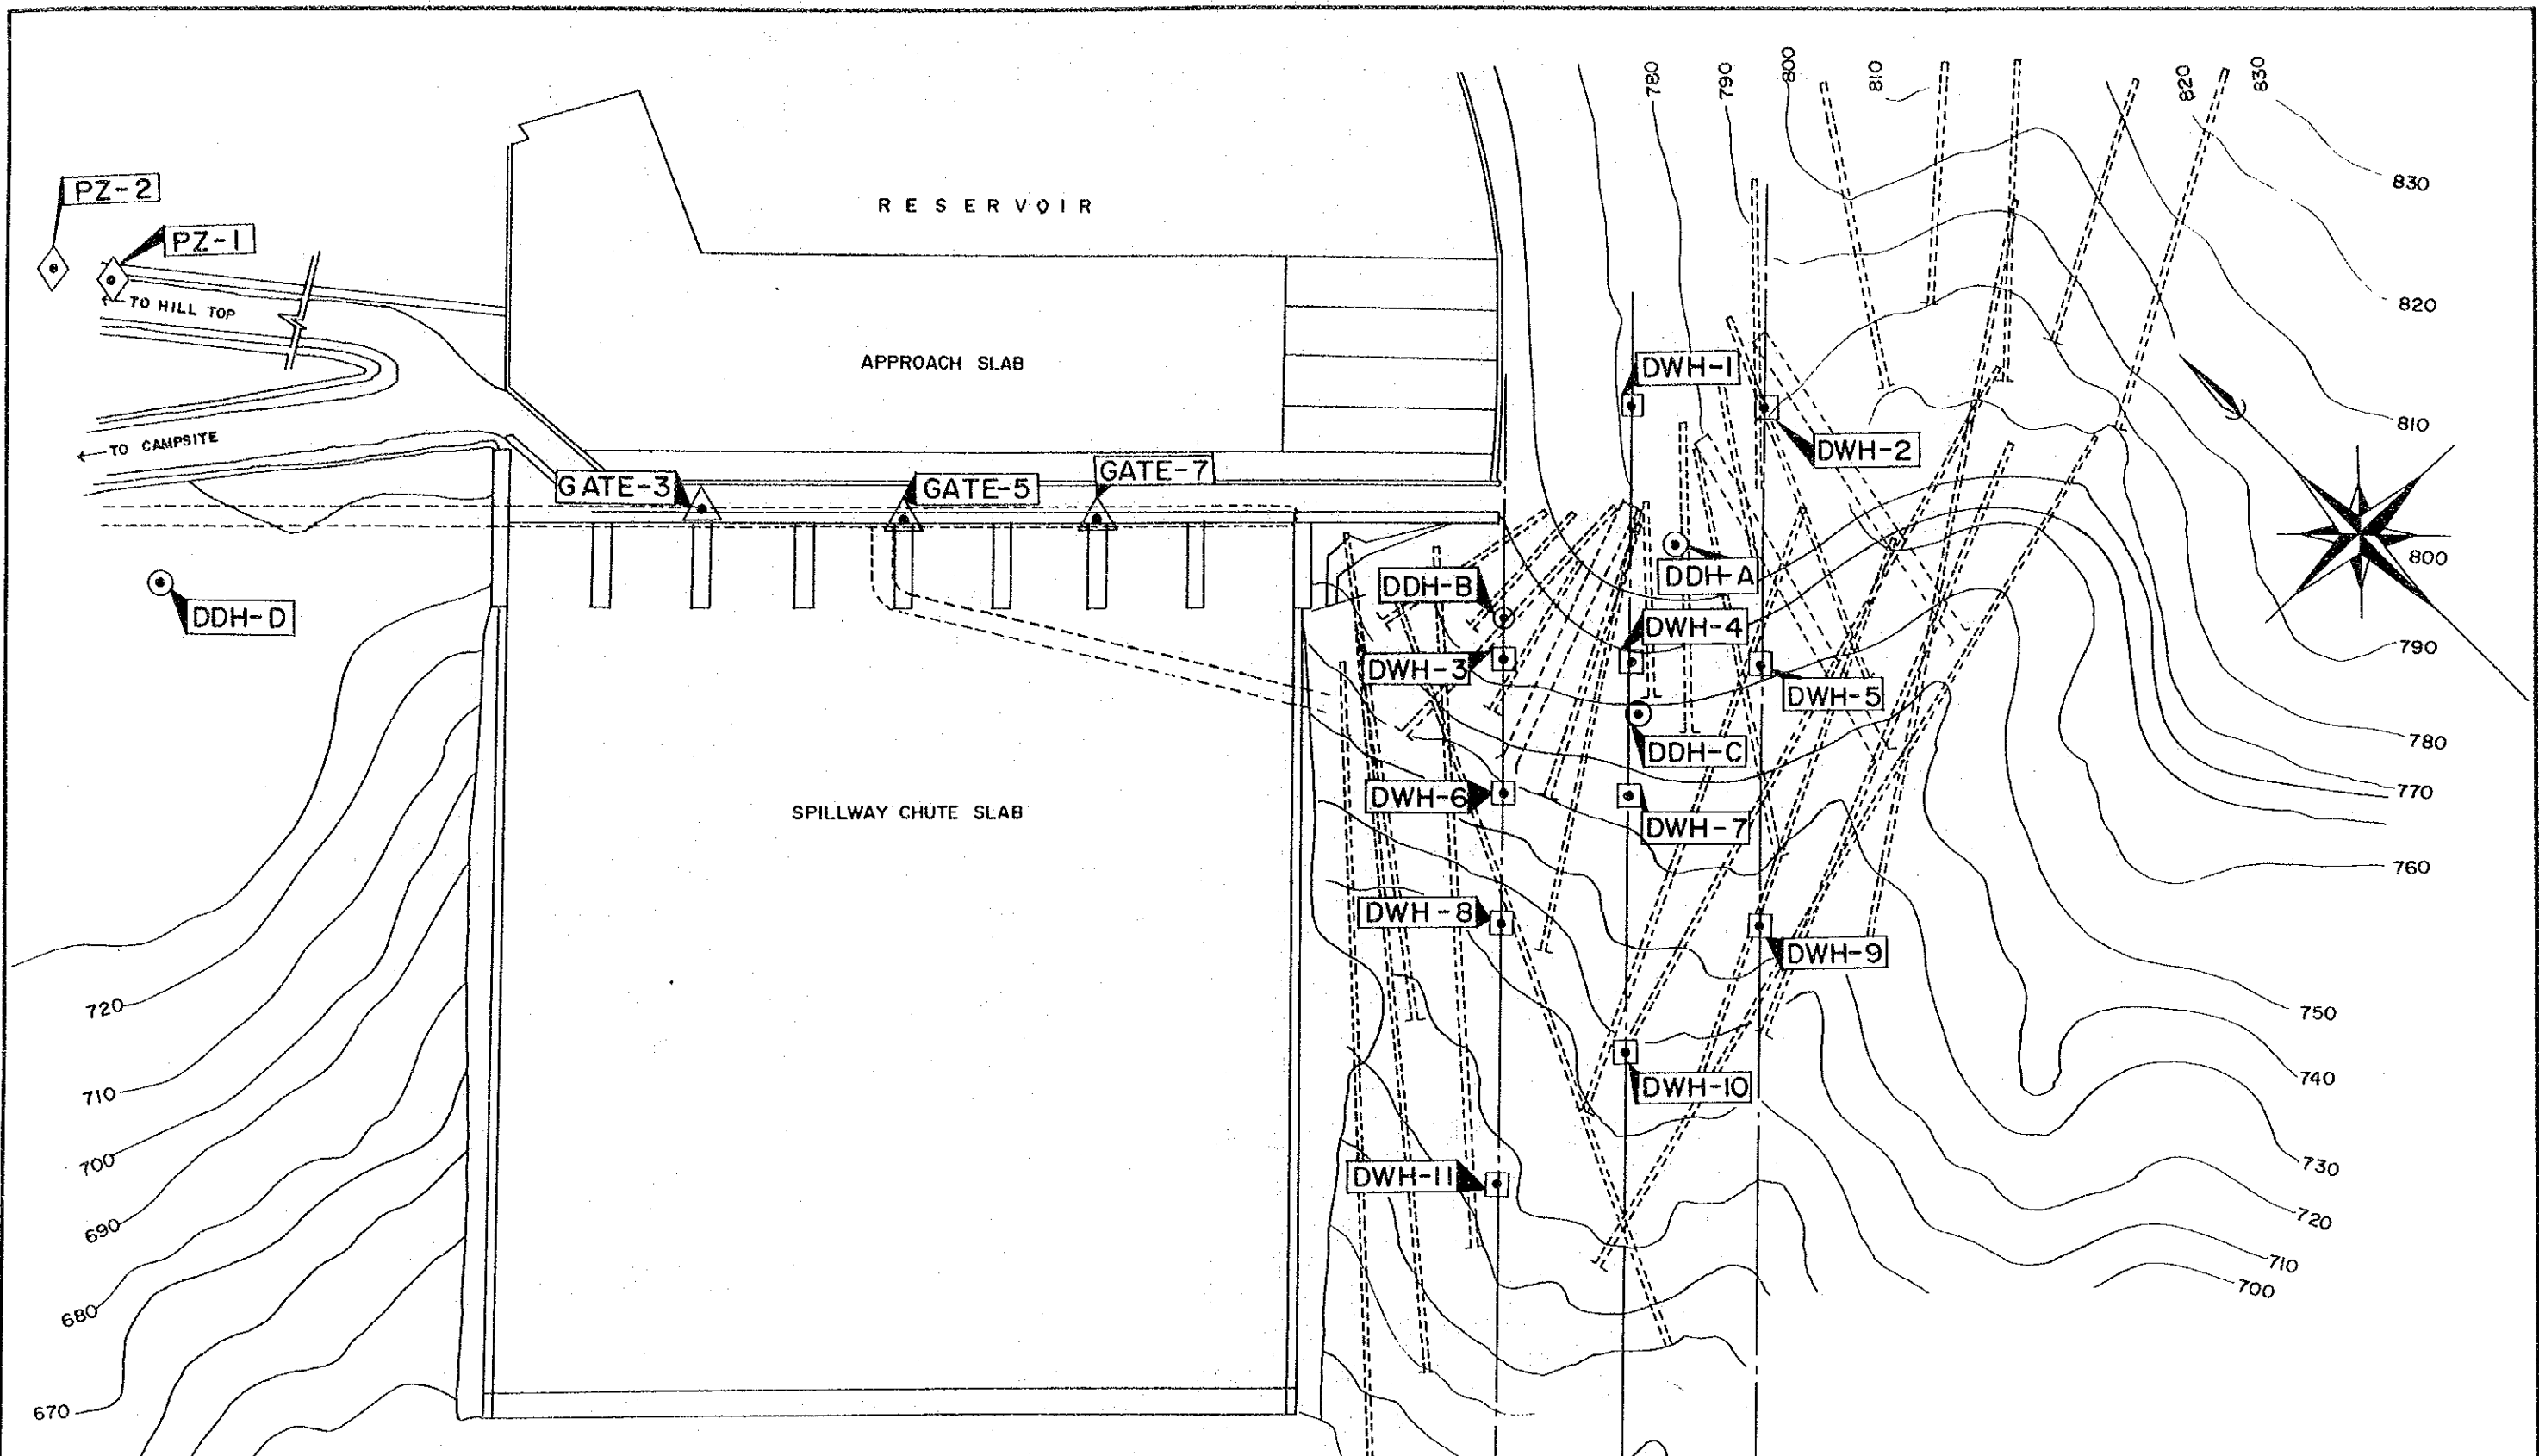 780
790
800
810
820
830
PZ-2
830
PZ-1
RESERVOIR
TO HILL TOP
820
APPROACH SLAB
DWH-1
810
TO CAMPSITE
DWH-2
GATE-3
GATE-5
GATE-7
800
DDH-B
DDH-A
DDH-D
DWH-4
790
DWH-3
DWH-5
780
DDH-C
770
DWH-6
SPILLWAY CHUTE SLAB
DWH-7
760
DWH-8
DWH-9
720
750
710
DWH-10
740
700
DWH-11
730
690
720
710
680
700
670